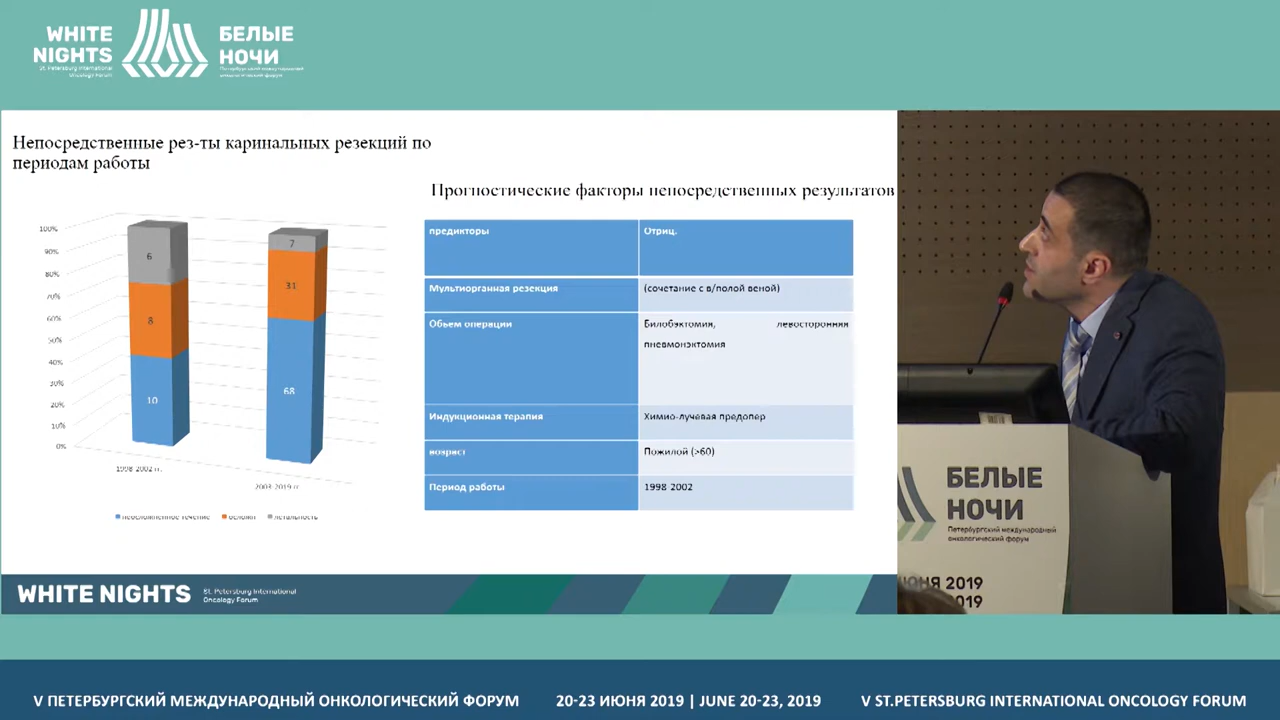 WHITE
NIGHTS
St. Petersburg International
Oncology Forum
БЕЛЫЕ
НОЧИ
Петербургский международный
онкологический форум
Непосредственные рез-ты каринальных резекций по
периодам работы
Прогностические факторы непосредственных результатов
100%
90%
80%
70%
60%
50%
40%
30%
20%
10%
0%
6
8
10
7
31
68
1998-2002 гг.
2003-2019 гг
неосложненное течение
осложн
летальность
предикторы
Отриц.
Мультиорганная резекция
(сочетание с в/полой веной)
Объем операции
Билобэктомия, левосторонняя
пневмонэктомия
Индукционная терапия
Химио-лучевая предопер
возраст
Пожилой (>60)
Период работы
1998-2002
WHITE NIGHTS
St. Petersburg International
Oncology Forum
БЕЛЫЕ
НОЧИ
Петербургский международный
онкологический форум
ИЮНЯ 2019
2019
V ПЕТЕРБУРГСКИЙ МЕЖДУНАРОДНЫЙ ОНКОЛОГИЧЕСКИЙ ФОРУМ
20-23 ИЮНЯ 2019 | JUNE 20-23, 2019
V ST.PETERSBURG INTERNATIONAL ONCOLOGY FORUM